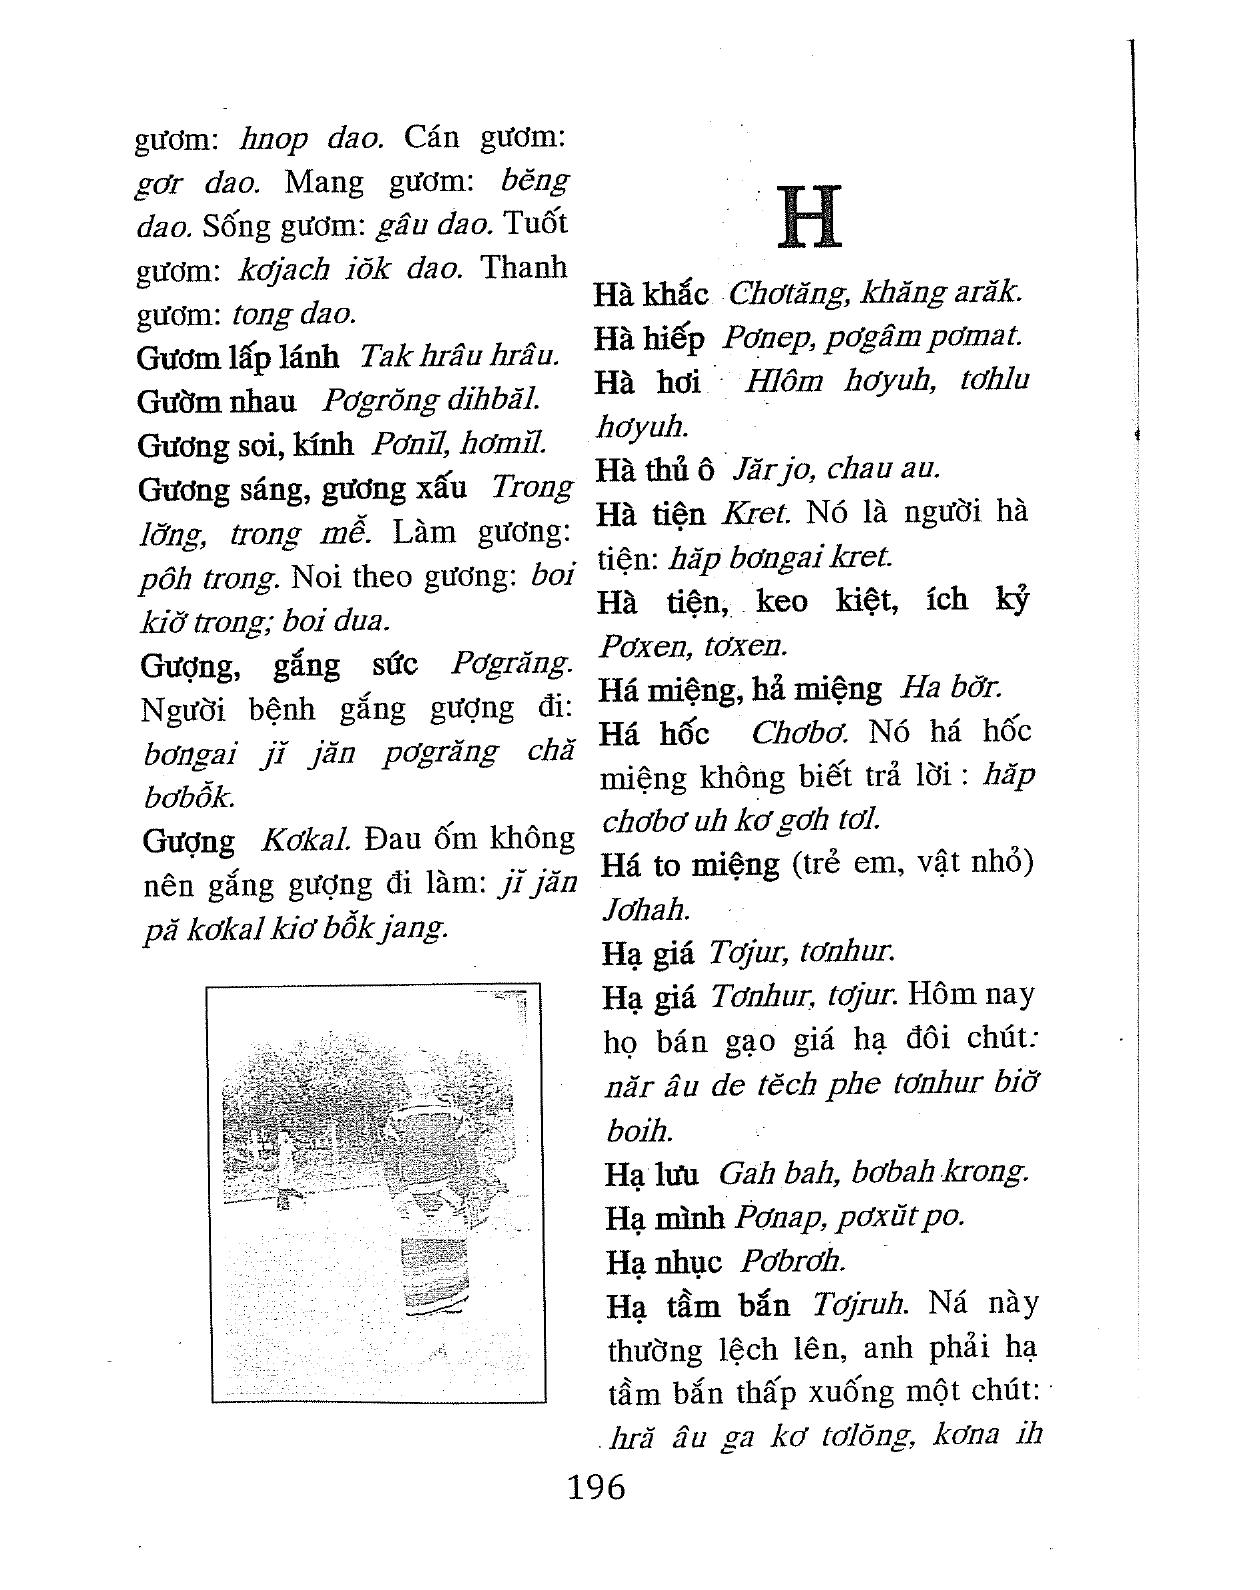 gươm: hnop dao. Cán gươm:
gơr dao. Mang gươm: bĕng
dao. Sống gươm: gâu dao. Tuốt
gươm: kơjach iŏk dao. Thanh
gươm: tong dao.
Gươm lấp lánh Tak hrâu hrâu.
Gườm nhau Pơgrŏng dihbăl.
Gương soi, kính Pơnĭl, hơmĭl.
Gương sáng, gương xấu Trong
lơ̆ng, trong mê̆. Làm gương:
pôh trong. Noi theo gương: boi
kiơ̆ trong; boi dua.
Gượng, gắng sức Pơgrăng.
Người bệnh gắng gượng đi:
bơngai jĭ jăn pơgrăng chă
bơbô̆k.
Gượng Kơkal. Đau ốm không
nên gắng gượng đi làm: jĭ jăn
pă kơkal kiơ bô̆k jang.
H
Hà khắc Chơtăng, khăng arăk.
Hà hiếp Pơnep, pơgâm pơmat.
Hà hơi Hlôm hơyuh, tơhlu
hơyuh.
Hà thủ ô Jăr jo, chau au.
Hà tiện Kret. Nó là người hà
tiện: hăp bơngai kret.
Hà tiện, keo kiệt, ích kỷ
Pơxen, tơxen.
Há miệng, hả miệng Ha bơ̆r.
Há hốc Chơbơ. Nó há hốc
miệng không biết trả lời : hăp
chơbơ uh kơ gơh tơl.
Há to miệng (trẻ em, vật nhỏ)
Jơhah.
Hạ giá Tơjur, tơnhur.
Hạ giá Tơnhur, tơjur. Hôm nay
họ bán gạo giá hạ đôi chút:
năr âu de tĕch phe tơnhur biơ̆
boih.
Hạ lưu Gah bah, bơbah krong.
Hạ mình Pơnap, pơxŭt po.
Hạ nhục Pơbrơh.
Hạ tầm bắn Tơjruh. Ná này
thường lệch lên, anh phải hạ
tầm bắn thấp xuống một chút:
hră âu ga kơ tơlŏng, kơna ih
196